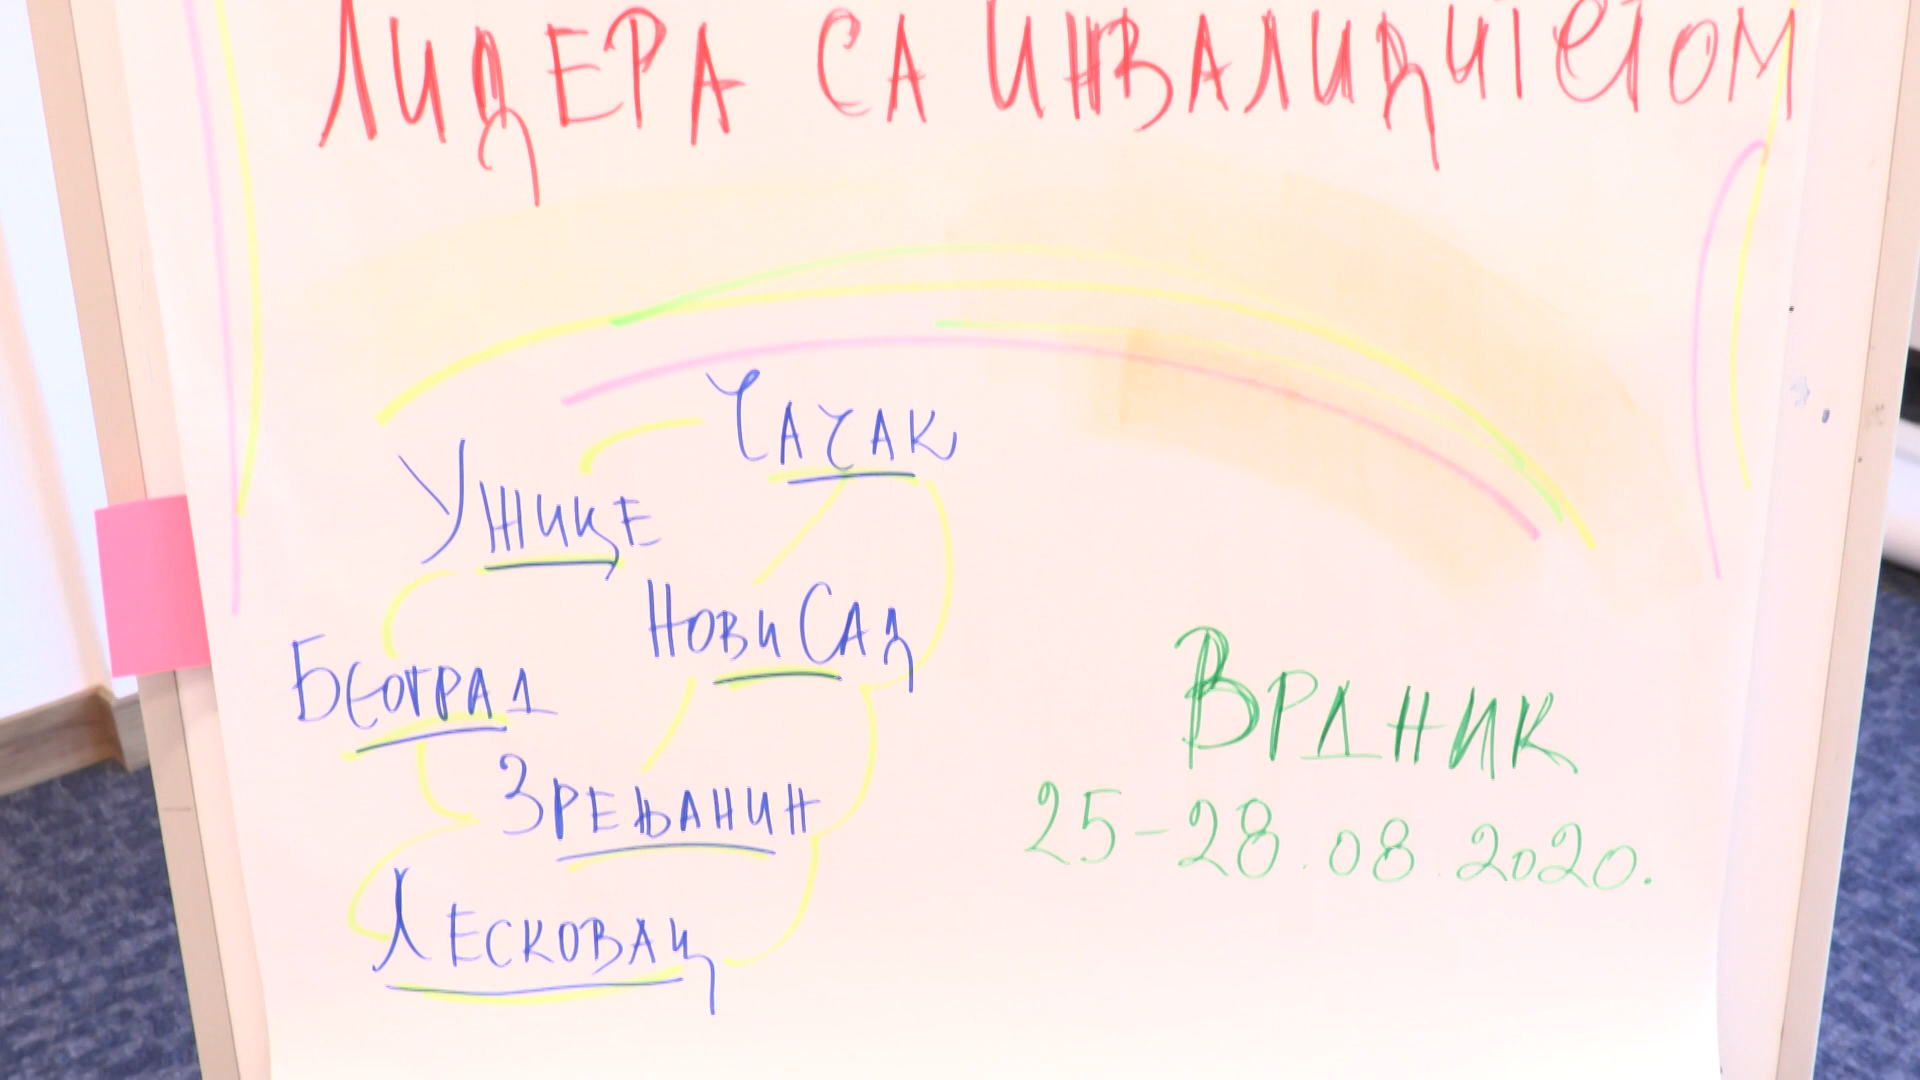 ЛИДЕРА СА ИНВАЛИДИТЕТОМ
ЧАЧАК
УЖИЦЕ
НОВИ САД
БЕОГРАД
ЗРЕЊАНИН
ЛЕСКОВАЦ
ВРДНИК
25-28.08.2020.